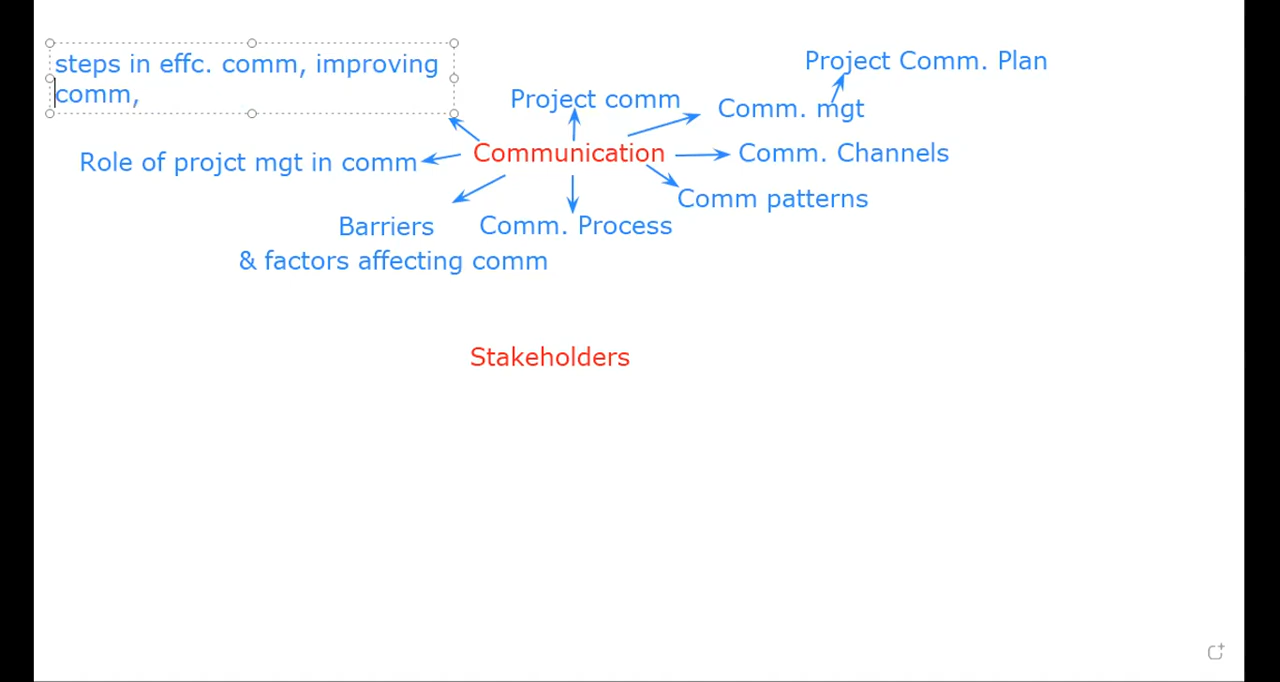 steps in effc. comm, improving
comm,
Project Comm. Plan
Project comm
Comm. mgt
Communication
Comm. Channels
Role of projct mgt in comm
Comm patterns
Barriers
Comm. Process
& factors affecting comm
Stakeholders